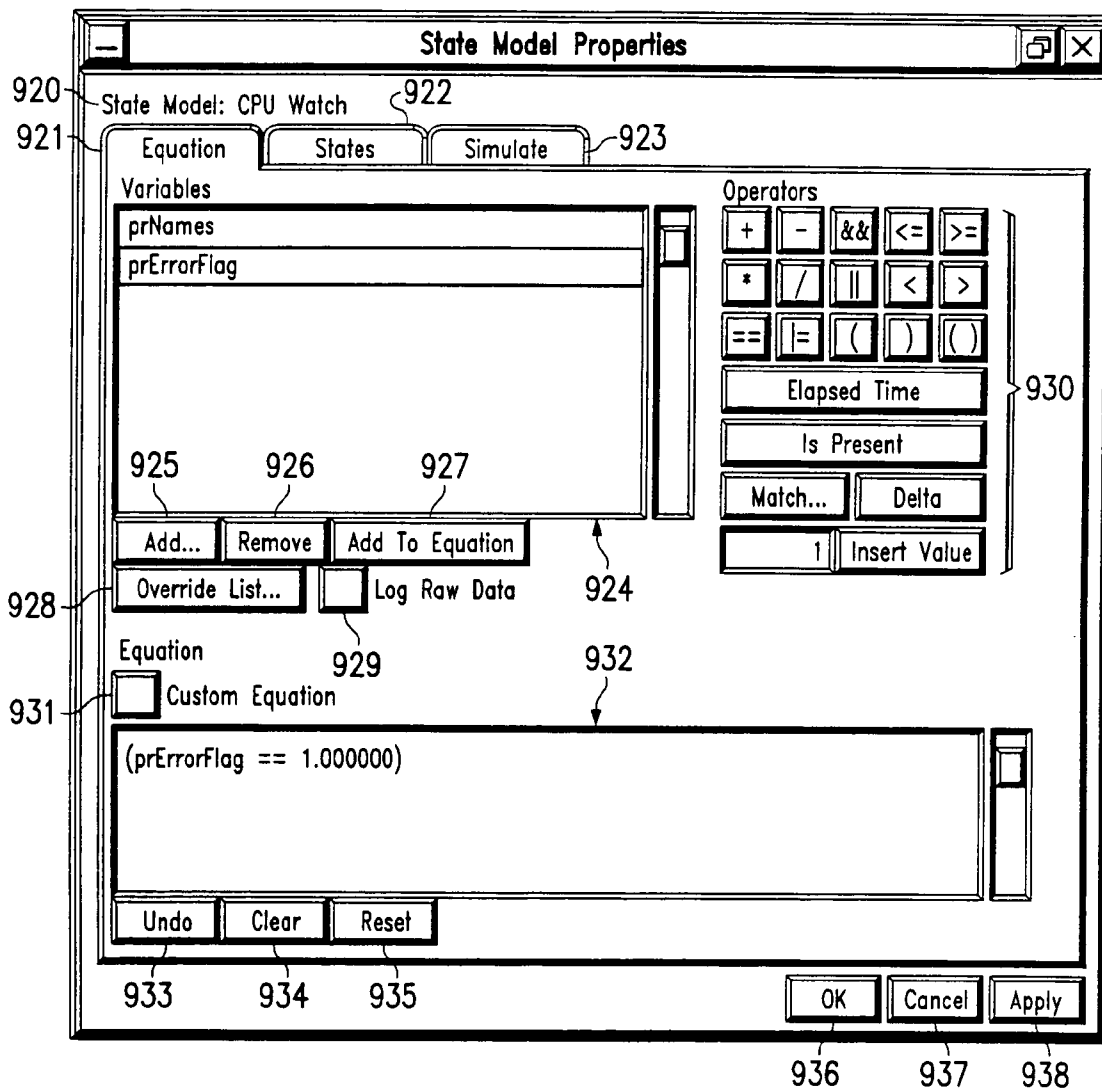 State Model Properties
920 State Model: CPU Watch 922
921 Equation States Simulate 923
Variables Operators
prNames
prErrorFlag
+ - && <= >=
* / || < >
== |= ( ) ( )
Elapsed Time 930
Is Present
Match... Delta
1 Insert Value
925 926 927
Add... Remove Add To Equation
928 Override List... Log Raw Data 924
929
Equation 932
931 Custom Equation
(prErrorFlag == 1.000000)
Undo Clear Reset
933 934 935
OK Cancel Apply
936 937 938